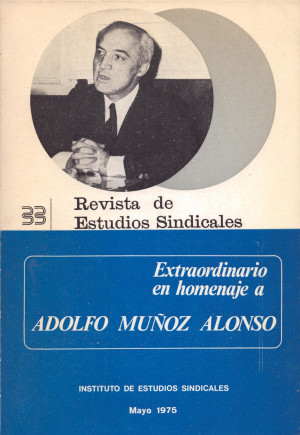 33
Revista de
Estudios Sindicales
Extraordinario
en homenaje a
ADOLFO MUÑOZ ALONSO
INSTITUTO DE ESTUDIOS SINDICALES
Mayo 1975